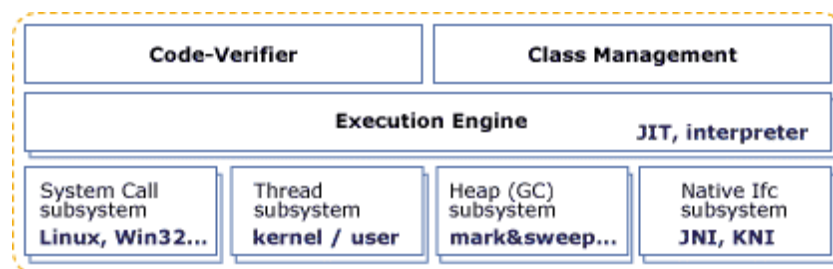 Code-Verifier
Class Management
Execution Engine
JIT, interpreter
System Call
subsystem
Linux, Win32...
Thread
subsystem
kernel / user
Heap (GC)
subsystem
mark&sweep...
Native Ifc
subsystem
JNI, KNI